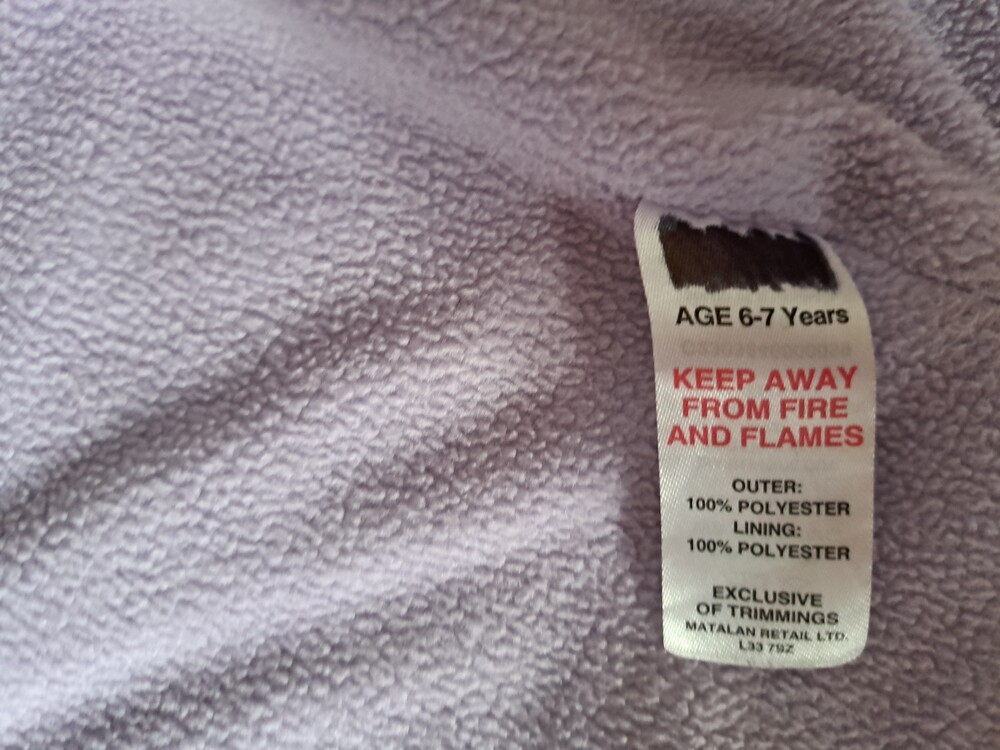 AGE 6-7 Years
KEEP AWAY
FROM FIRE
AND FLAMES
OUTER:
100% POLYESTER
LINING:
100% POLYESTER
EXCLUSIVE
OF TRIMMINGS
MATALAN RETAIL LTD.
L33 7SZ